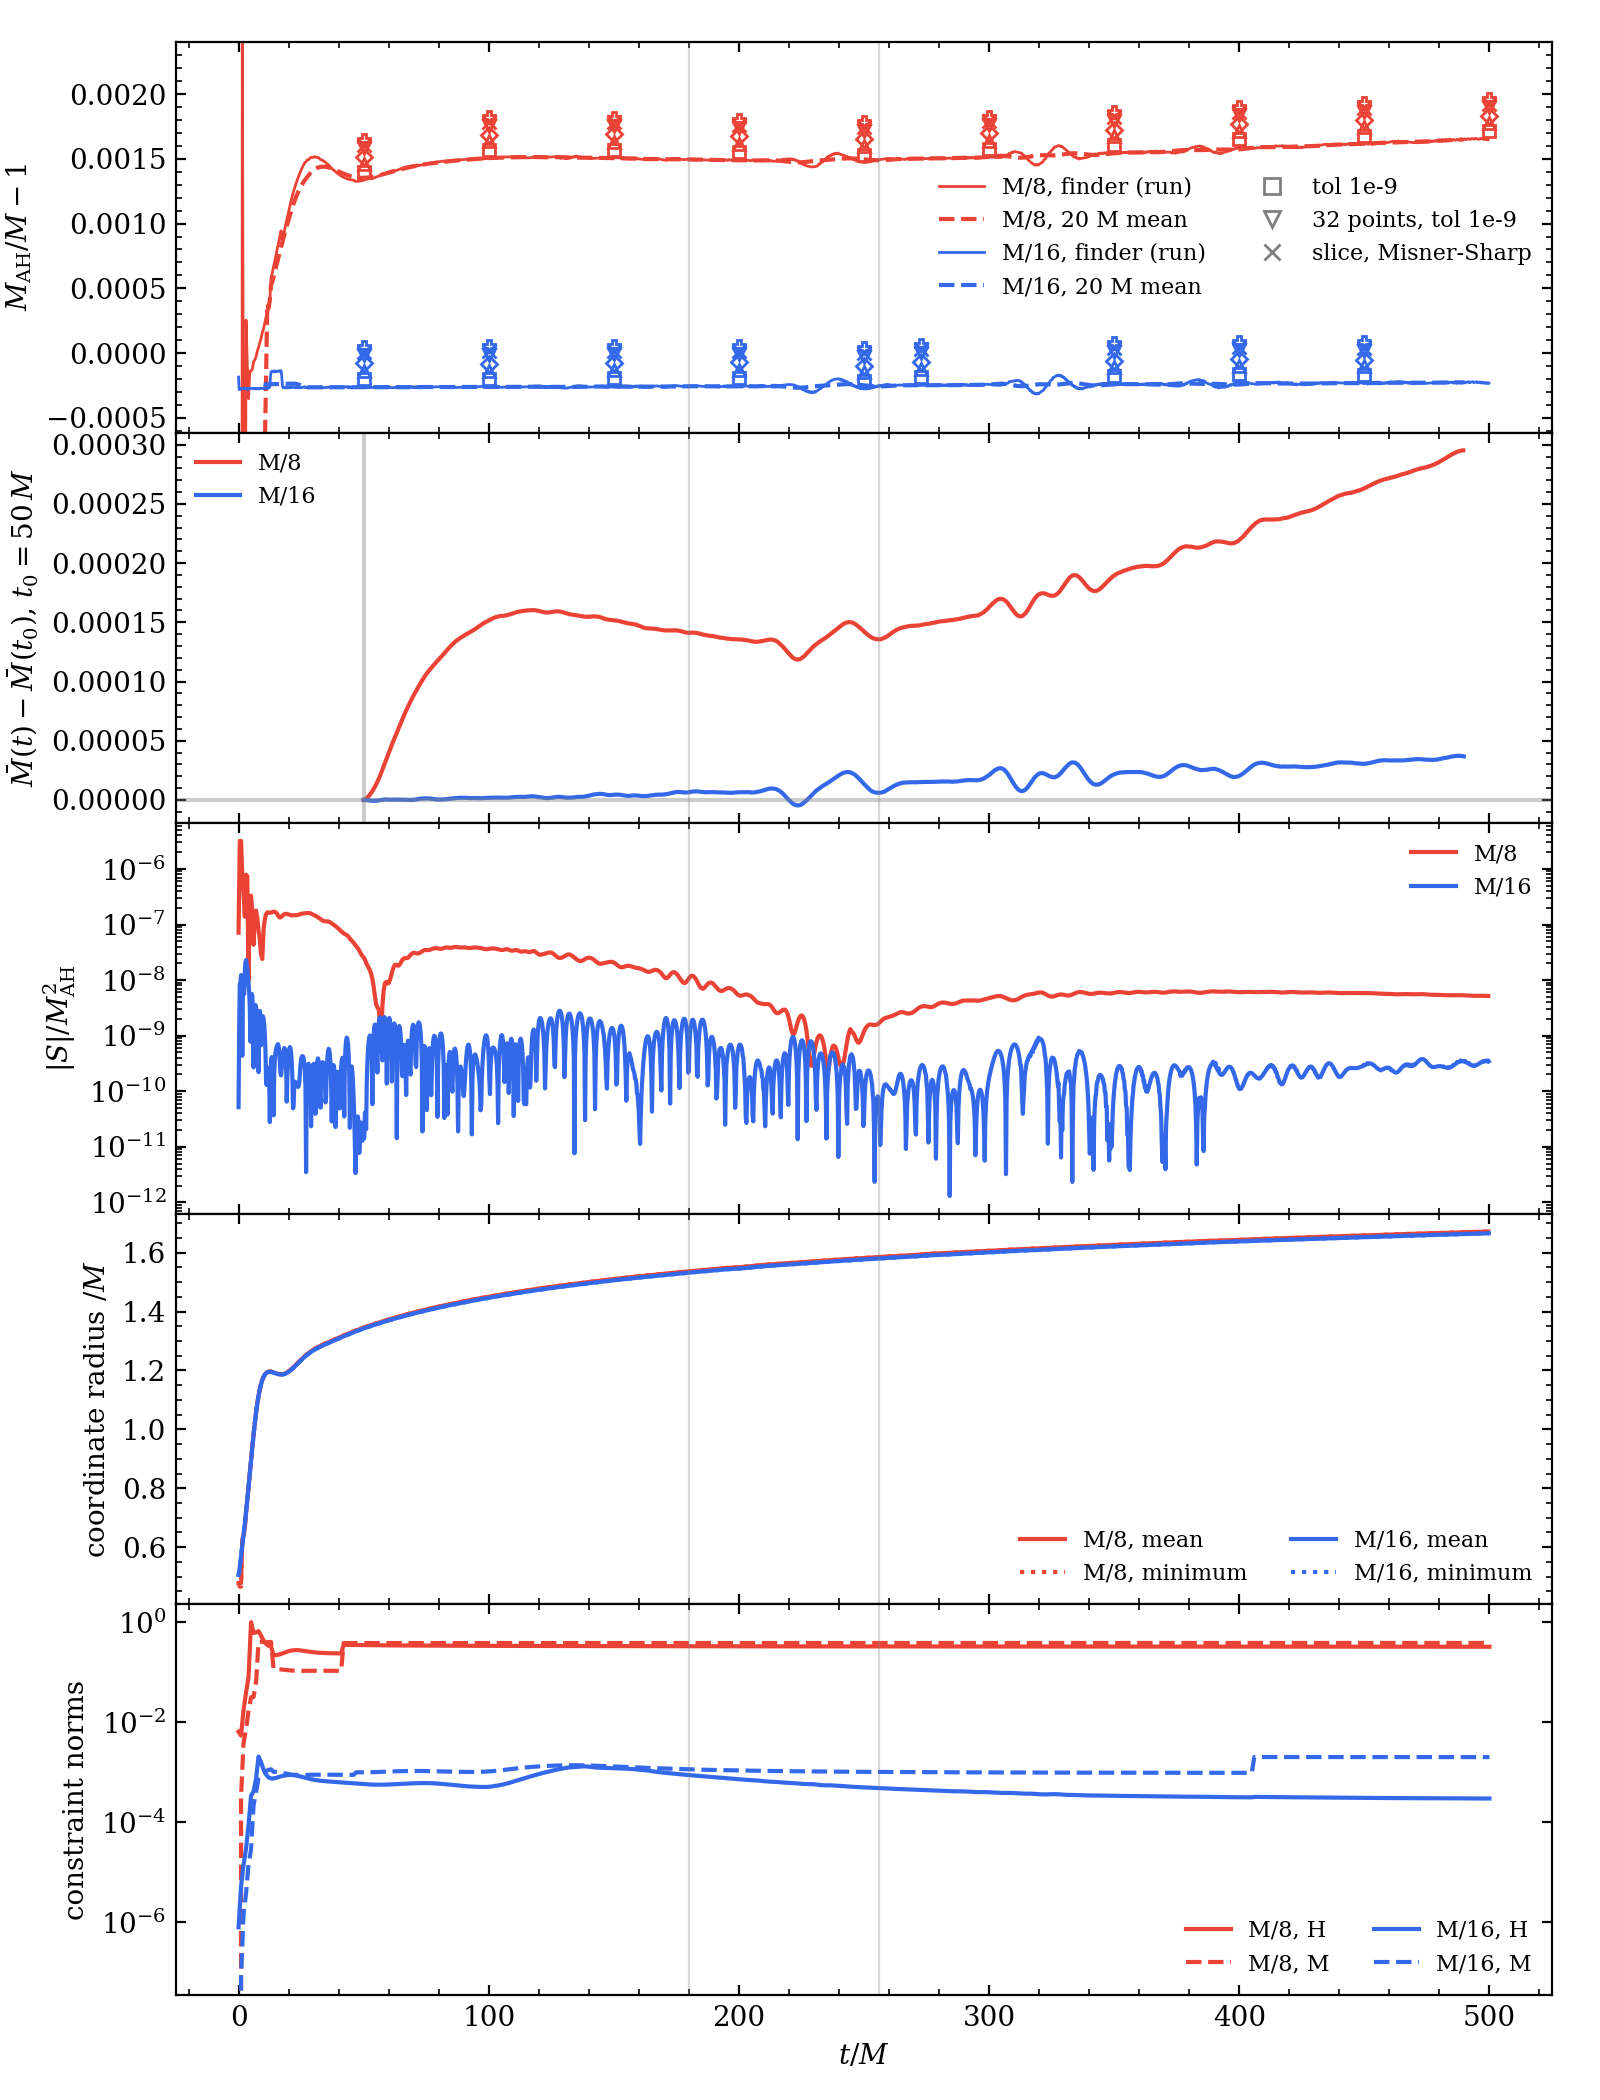 0.0020
0.0015
0.0010
0.0005
0.0000
−0.0005
M_AH/M − 1
M/8, finder (run)
M/8, 20 M mean
M/16, finder (run)
M/16, 20 M mean
tol 1e-9
32 points, tol 1e-9
slice, Misner-Sharp
0.00030
0.00025
0.00020
0.00015
0.00010
0.00005
0.00000
M̄(t) − M̄(t₀), t₀ = 50 M
M/8
M/16
10⁻⁶
10⁻⁷
10⁻⁸
10⁻⁹
10⁻¹⁰
10⁻¹¹
10⁻¹²
|S|/M²_AH
M/8
M/16
1.6
1.4
1.2
1.0
0.8
0.6
coordinate radius /M
M/8, mean
M/8, minimum
M/16, mean
M/16, minimum
10⁰
10⁻²
10⁻⁴
10⁻⁶
constraint norms
M/8, H
M/8, M
M/16, H
M/16, M
0 100 200 300 400 500
t/M